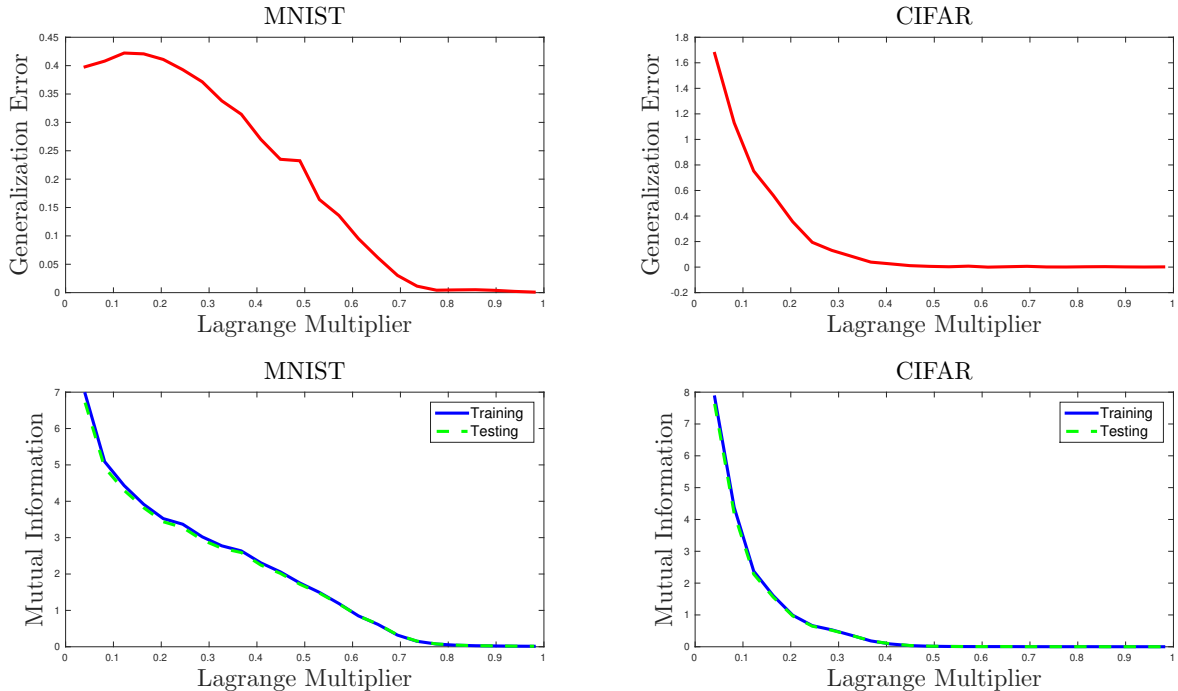 MNIST
Generalization Error
0.45
0.4
0.35
0.3
0.25
0.2
0.15
0.1
0.05
0
0 0.1 0.2 0.3 0.4 0.5 0.6 0.7 0.8 0.9 1
Lagrange Multiplier
CIFAR
Generalization Error
1.8
1.6
1.4
1.2
1
0.8
0.6
0.4
0.2
0
-0.2
0 0.1 0.2 0.3 0.4 0.5 0.6 0.7 0.8 0.9 1
Lagrange Multiplier
MNIST
Mutual Information
7
6
5
4
3
2
1
0
Training
Testing
0 0.1 0.2 0.3 0.4 0.5 0.6 0.7 0.8 0.9 1
Lagrange Multiplier
CIFAR
Mutual Information
8
7
6
5
4
3
2
1
0
Training
Testing
0 0.1 0.2 0.3 0.4 0.5 0.6 0.7 0.8 0.9 1
Lagrange Multiplier